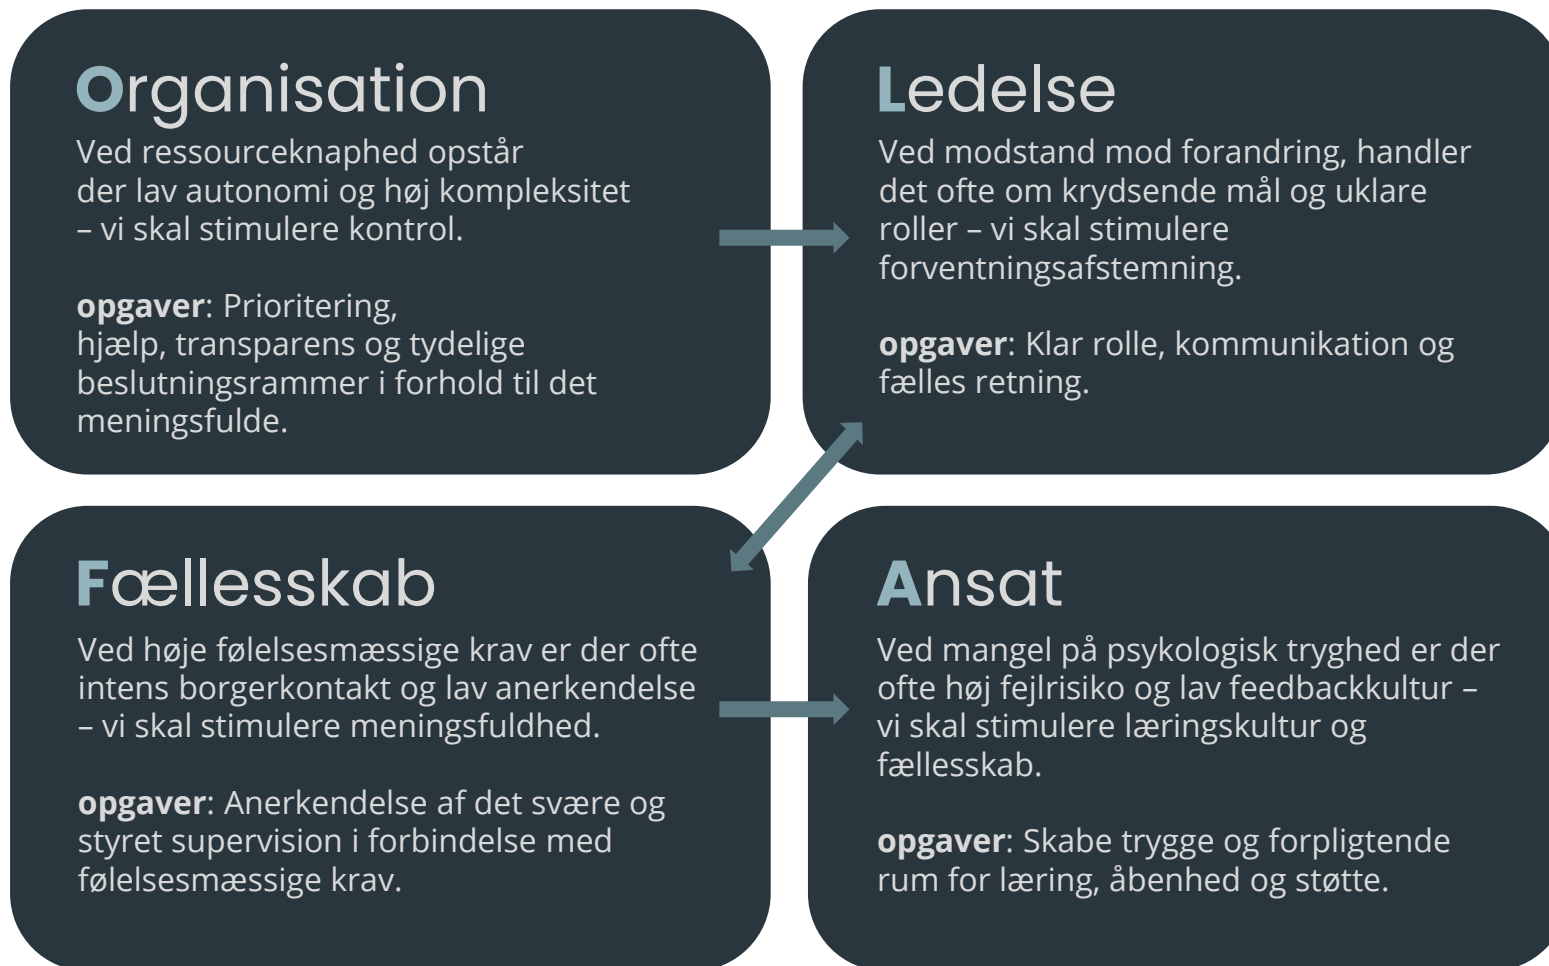 Organisation
Ved ressourceknaphed opstår
der lav autonomi og høj kompleksitet
– vi skal stimulere kontrol.
opgaver: Prioritering,
hjælp, transparens og tydelige
beslutningsrammer i forhold til det
meningsfulde.
Ledelse
Ved modstand mod forandring, handler
det ofte om krydsende mål og uklare
roller – vi skal stimulere
forventningsafstemning.
opgaver: Klar rolle, kommunikation og
fælles retning.
Fællesskab
Ved høje følelsesmæssige krav er der ofte
intens borgerkontakt og lav anerkendelse
– vi skal stimulere meningsfuldhed.
opgaver: Anerkendelse af det svære og
styret supervision i forbindelse med
følelsesmæssige krav.
Ansat
Ved mangel på psykologisk tryghed er der
ofte høj fejlrisiko og lav feedbackkultur –
vi skal stimulere læringskultur og
fællesskab.
opgaver: Skabe trygge og forpligtende
rum for læring, åbenhed og støtte.